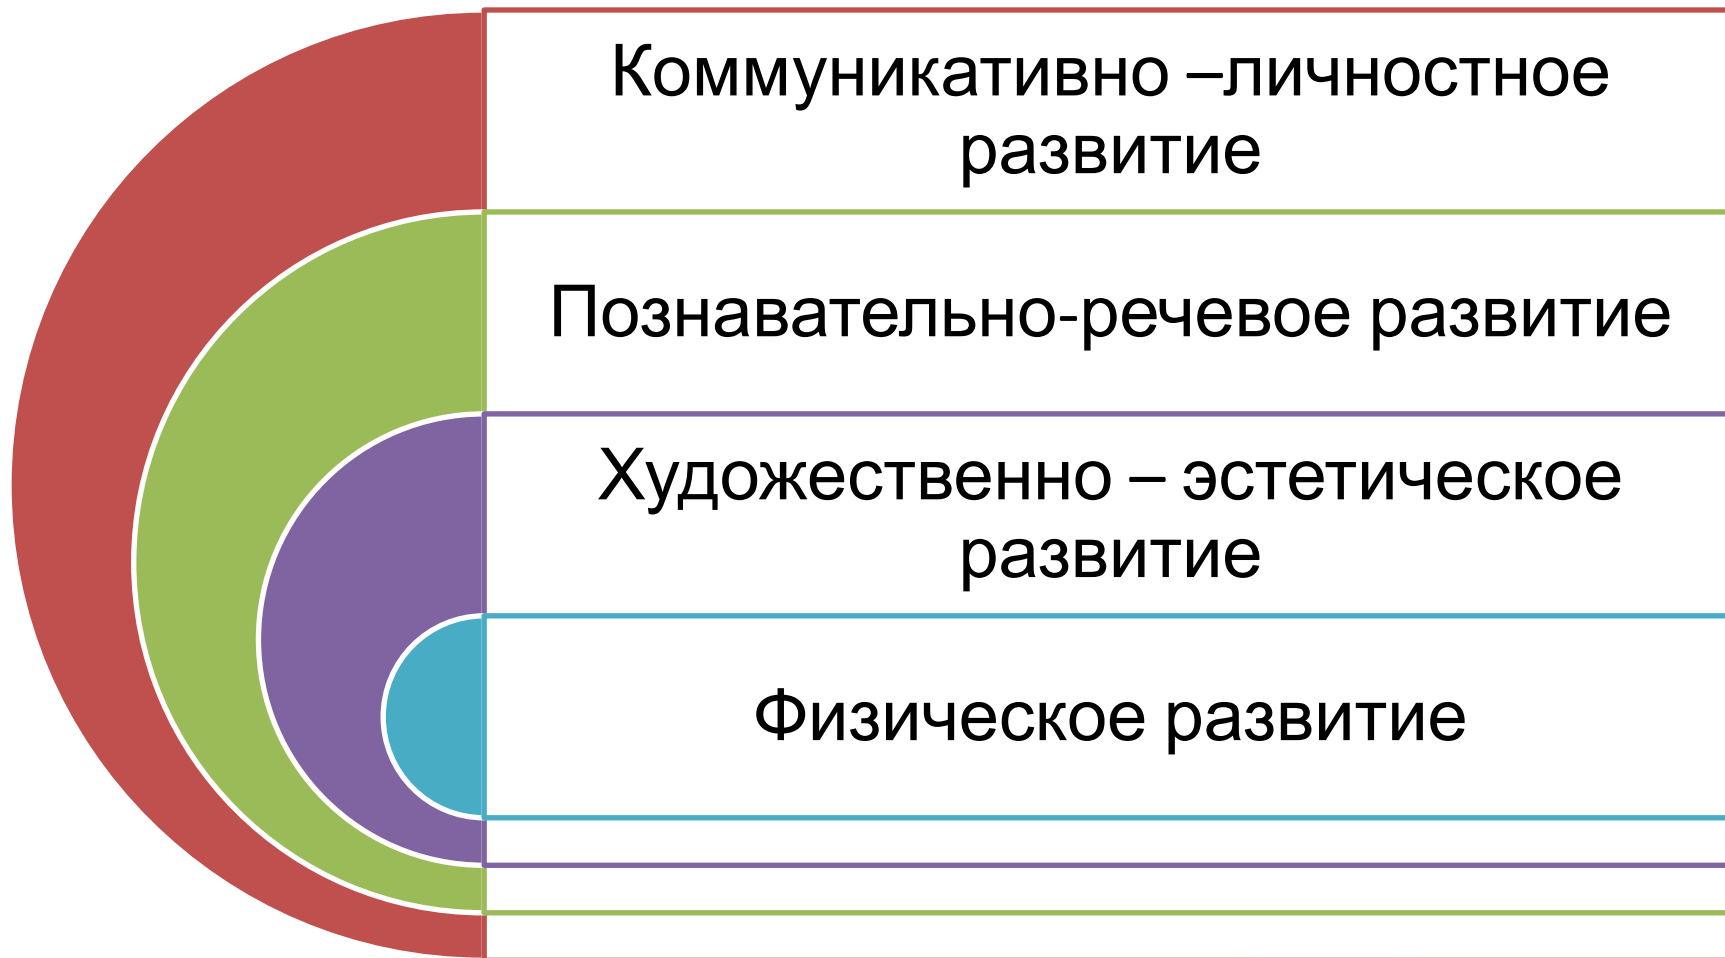 Коммуникативно –личностное
развитие
Познавательно-речевое развитие
Художественно – эстетическое
развитие
Физическое развитие